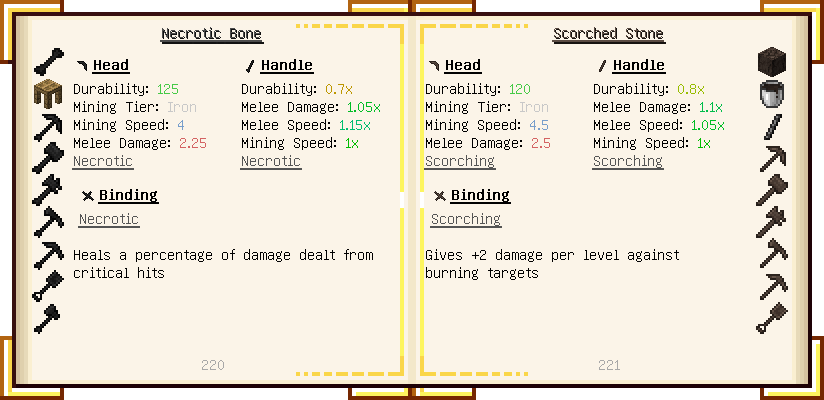 Necrotic Bone
Head
Durability: 125
Mining Tier: Iron
Mining Speed: 4
Melee Damage: 2.25
Necrotic
Handle
Durability: 0.7x
Melee Damage: 1.05x
Melee Speed: 1.15x
Mining Speed: 1x
Necrotic
Binding
Necrotic
Heals a percentage of damage dealt from
critical hits
220
Scorched Stone
Head
Durability: 120
Mining Tier: Iron
Mining Speed: 4.5
Melee Damage: 2.5
Scorching
Handle
Durability: 0.8x
Melee Damage: 1.1x
Melee Speed: 1.05x
Mining Speed: 1x
Scorching
Binding
Scorching
Gives +2 damage per level against
burning targets
221